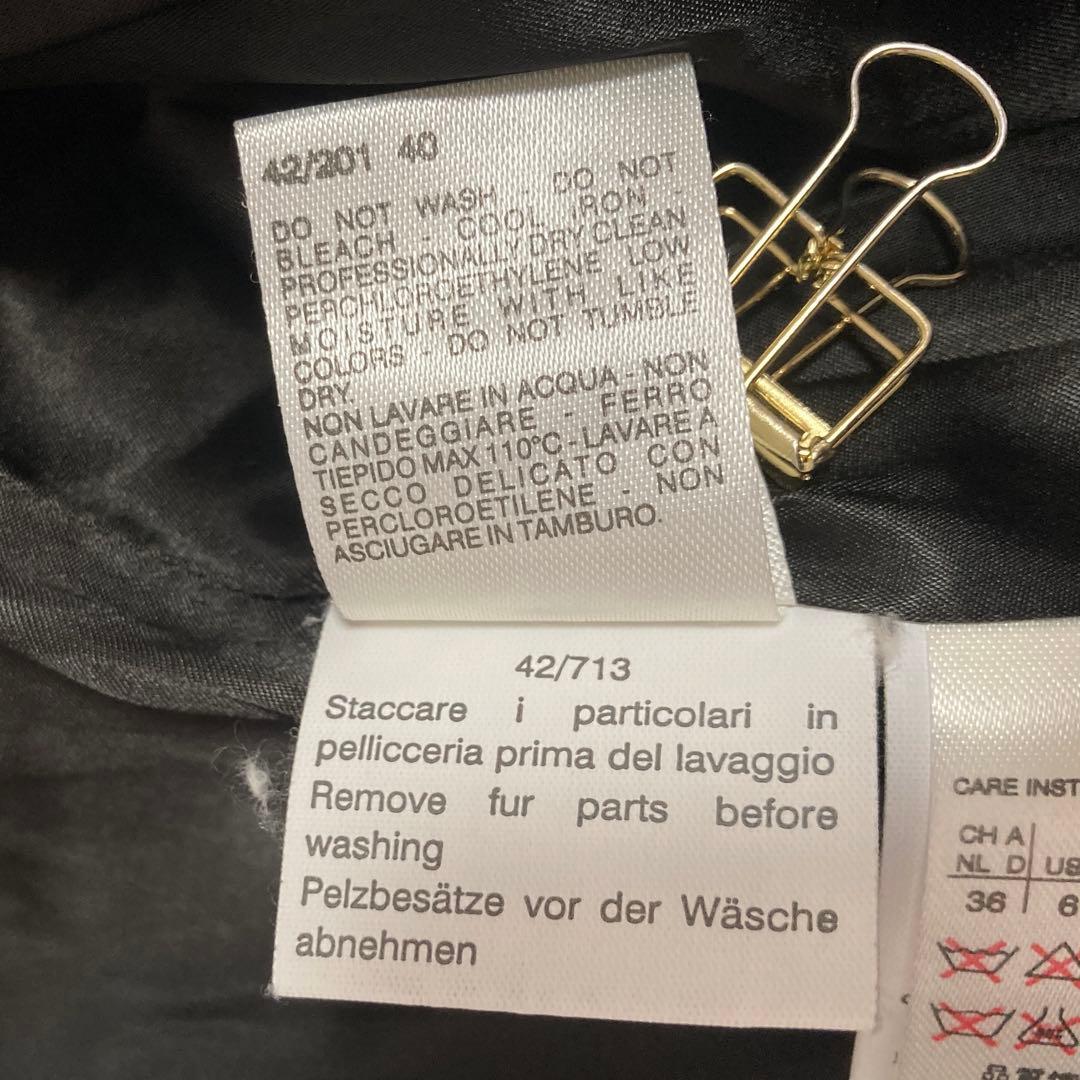 42/201 40
DO NOT WASH - DO NOT
BLEACH - COOL IRON -
PROFESSIONALLY DRY CLEAN
PERCHLOROETHYLENE LOW
MOISTURE WITH LIKE
COLORS - DO NOT TUMBLE
DRY.
NON LAVARE IN ACQUA - NON
CANDEGGIARE - FERRO
TIEPIDO MAX 110°C - LAVARE A
SECCO DELICATO CON
PERCLOROETILENE - NON
ASCIUGARE IN TAMBURO.
42/713
Staccare i particolari in
pellicceria prima del lavaggio
Remove fur parts before
washing
Pelzbesätze vor der Wäsche
abnehmen
CARE INST
CH A
NL D US
36 6